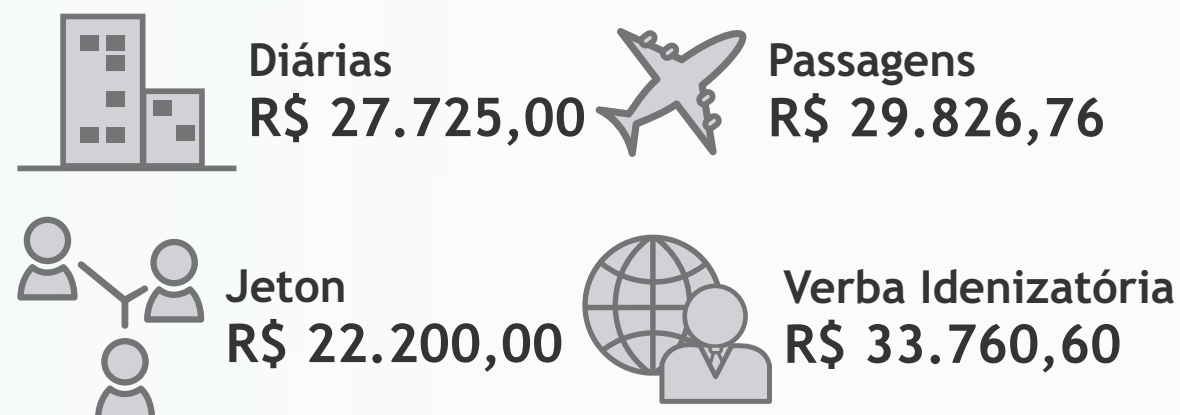 Diárias
R$ 27.725,00
Passagens
R$ 29.826,76
Jeton
R$ 22.200,00
Verba Idenizatória
R$ 33.760,60